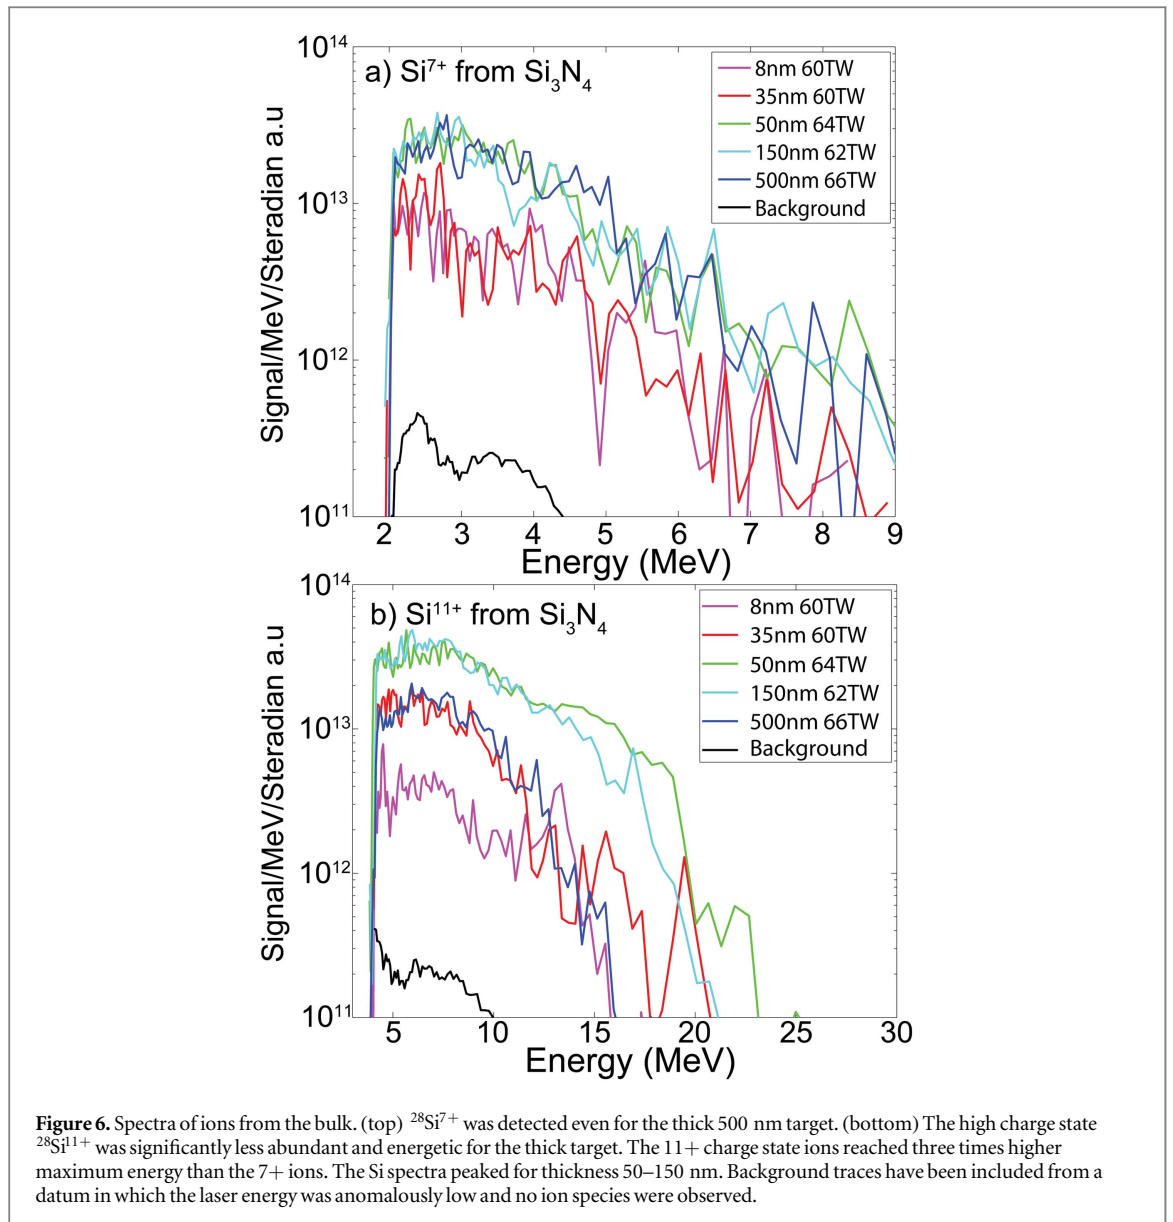 10¹⁴
a) Si⁷⁺ from Si₃N₄
8nm 60TW
35nm 60TW
50nm 64TW
150nm 62TW
500nm 66TW
Background
Signal/MeV/Steradian a.u
10¹³
10¹²
10¹¹
2 3 4 5 6 7 8 9
Energy (MeV)
10¹⁴
b) Si¹¹⁺ from Si₃N₄
8nm 60TW
35nm 60TW
50nm 64TW
150nm 62TW
500nm 66TW
Background
Signal/MeV/Steradian a.u
10¹³
10¹²
10¹¹
5 10 15 20 25 30
Energy (MeV)
Figure 6. Spectra of ions from the bulk. (top) ²⁸Si⁷⁺ was detected even for the thick 500 nm target. (bottom) The high charge state
²⁸Si¹¹⁺ was significantly less abundant and energetic for the thick target. The 11+ charge state ions reached three times higher
maximum energy than the 7+ ions. The Si spectra peaked for thickness 50–150 nm. Background traces have been included from a
datum in which the laser energy was anomalously low and no ion species were observed.